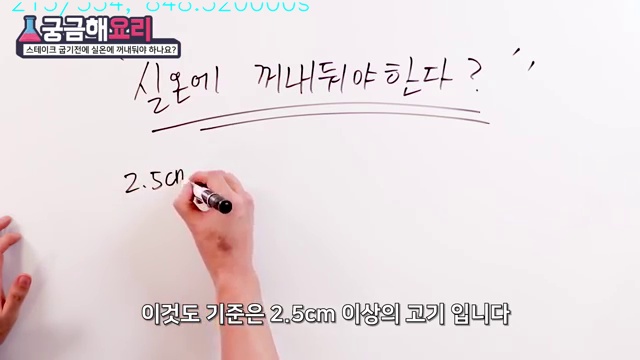 215/334, 648.520000s
궁금해요리
스테이크 굽기전에 실온에 꺼내둬야 하나요?
실온에 꺼내둬야한다?''
2.5cm
이것도 기준은 2.5cm 이상의 고기 입니다